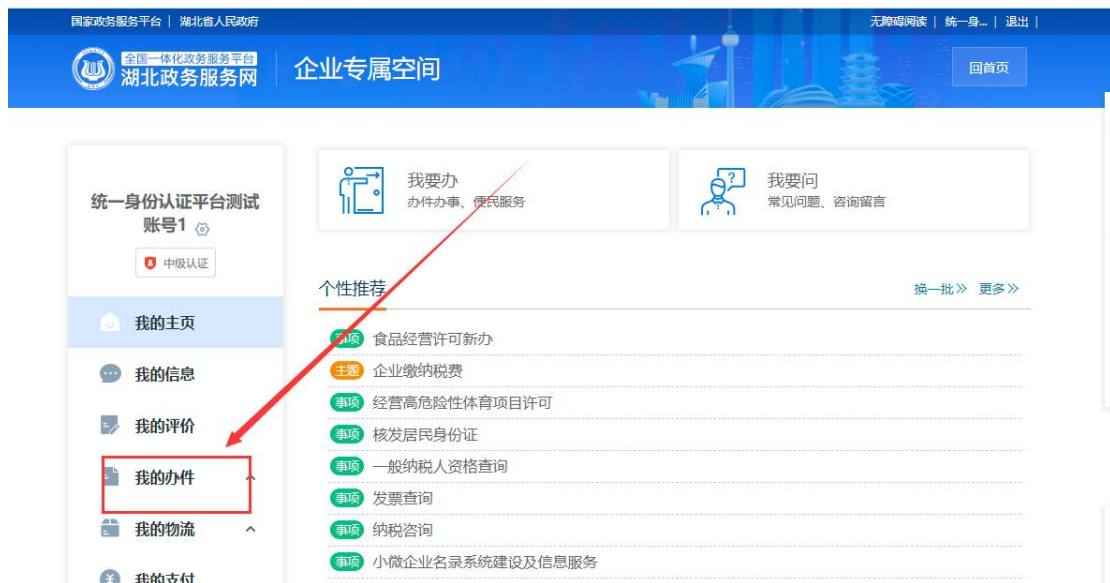 国家政务服务平台 | 湖北省人民政府
无障碍阅读 | 统一身... | 退出 |
全国一体化政务服务平台
湖北政务服务网
企业专属空间
回首页
统一身份认证平台测试
账号1
中级认证
我的主页
我的信息
我的评价
我的办件
我的物流
我的支付
我要办
办件办事、便民服务
我要问
常见问题、咨询留言
个性推荐
换一批» 更多»
事项 食品经营许可新办
主题 企业缴纳税费
事项 经营高危险性体育项目许可
事项 核发居民身份证
事项 一般纳税人资格查询
事项 发票查询
事项 纳税咨询
事项 小微企业名录系统建设及信息服务